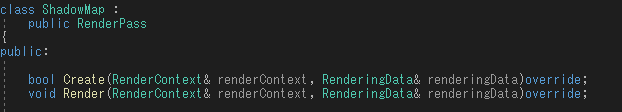 class ShadowMap :
    public RenderPass
{
public:
    bool Create(RenderContext& renderContext, RenderingData& renderingData)override;
    void Render(RenderContext& renderContext, RenderingData& renderingData)override;